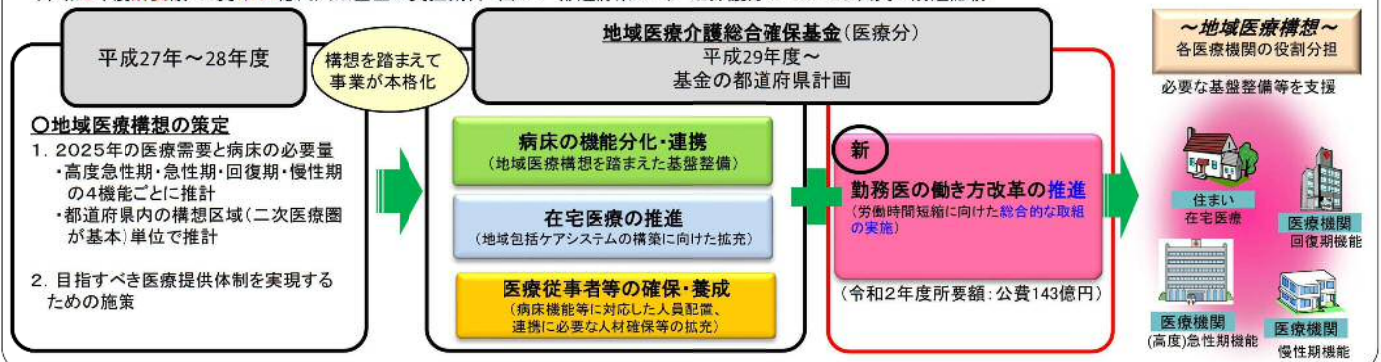 平成27年～28年度
〇地域医療構想の策定
1．2025年の医療需要と病床の必要量
・高度急性期・急性期・回復期・慢性期
の4機能ごとに推計
・都道府県内の構想区域(二次医療圏
が基本)単位で推計
2．目指すべき医療提供体制を実現する
ための施策
構想を踏まえて
事業が本格化
地域医療介護総合確保基金(医療分)
平成29年度～
基金の都道府県計画
病床の機能分化・連携
(地域医療構想を踏まえた基盤整備)
在宅医療の推進
(地域包括ケアシステムの構築に向けた拡充)
医療従事者等の確保・養成
(病床機能等に対応した人員配置、
連携に必要な人材確保等の拡充)
新
勤務医の働き方改革の推進
(労働時間短縮に向けた総合的な取組
の実施)
(令和2年度所要額：公費143億円)
～地域医療構想～
各医療機関の役割分担
必要な基盤整備等を支援
住まい
在宅医療
医療機関
回復期機能
医療機関
(高度)急性期機能
医療機関
慢性期機能